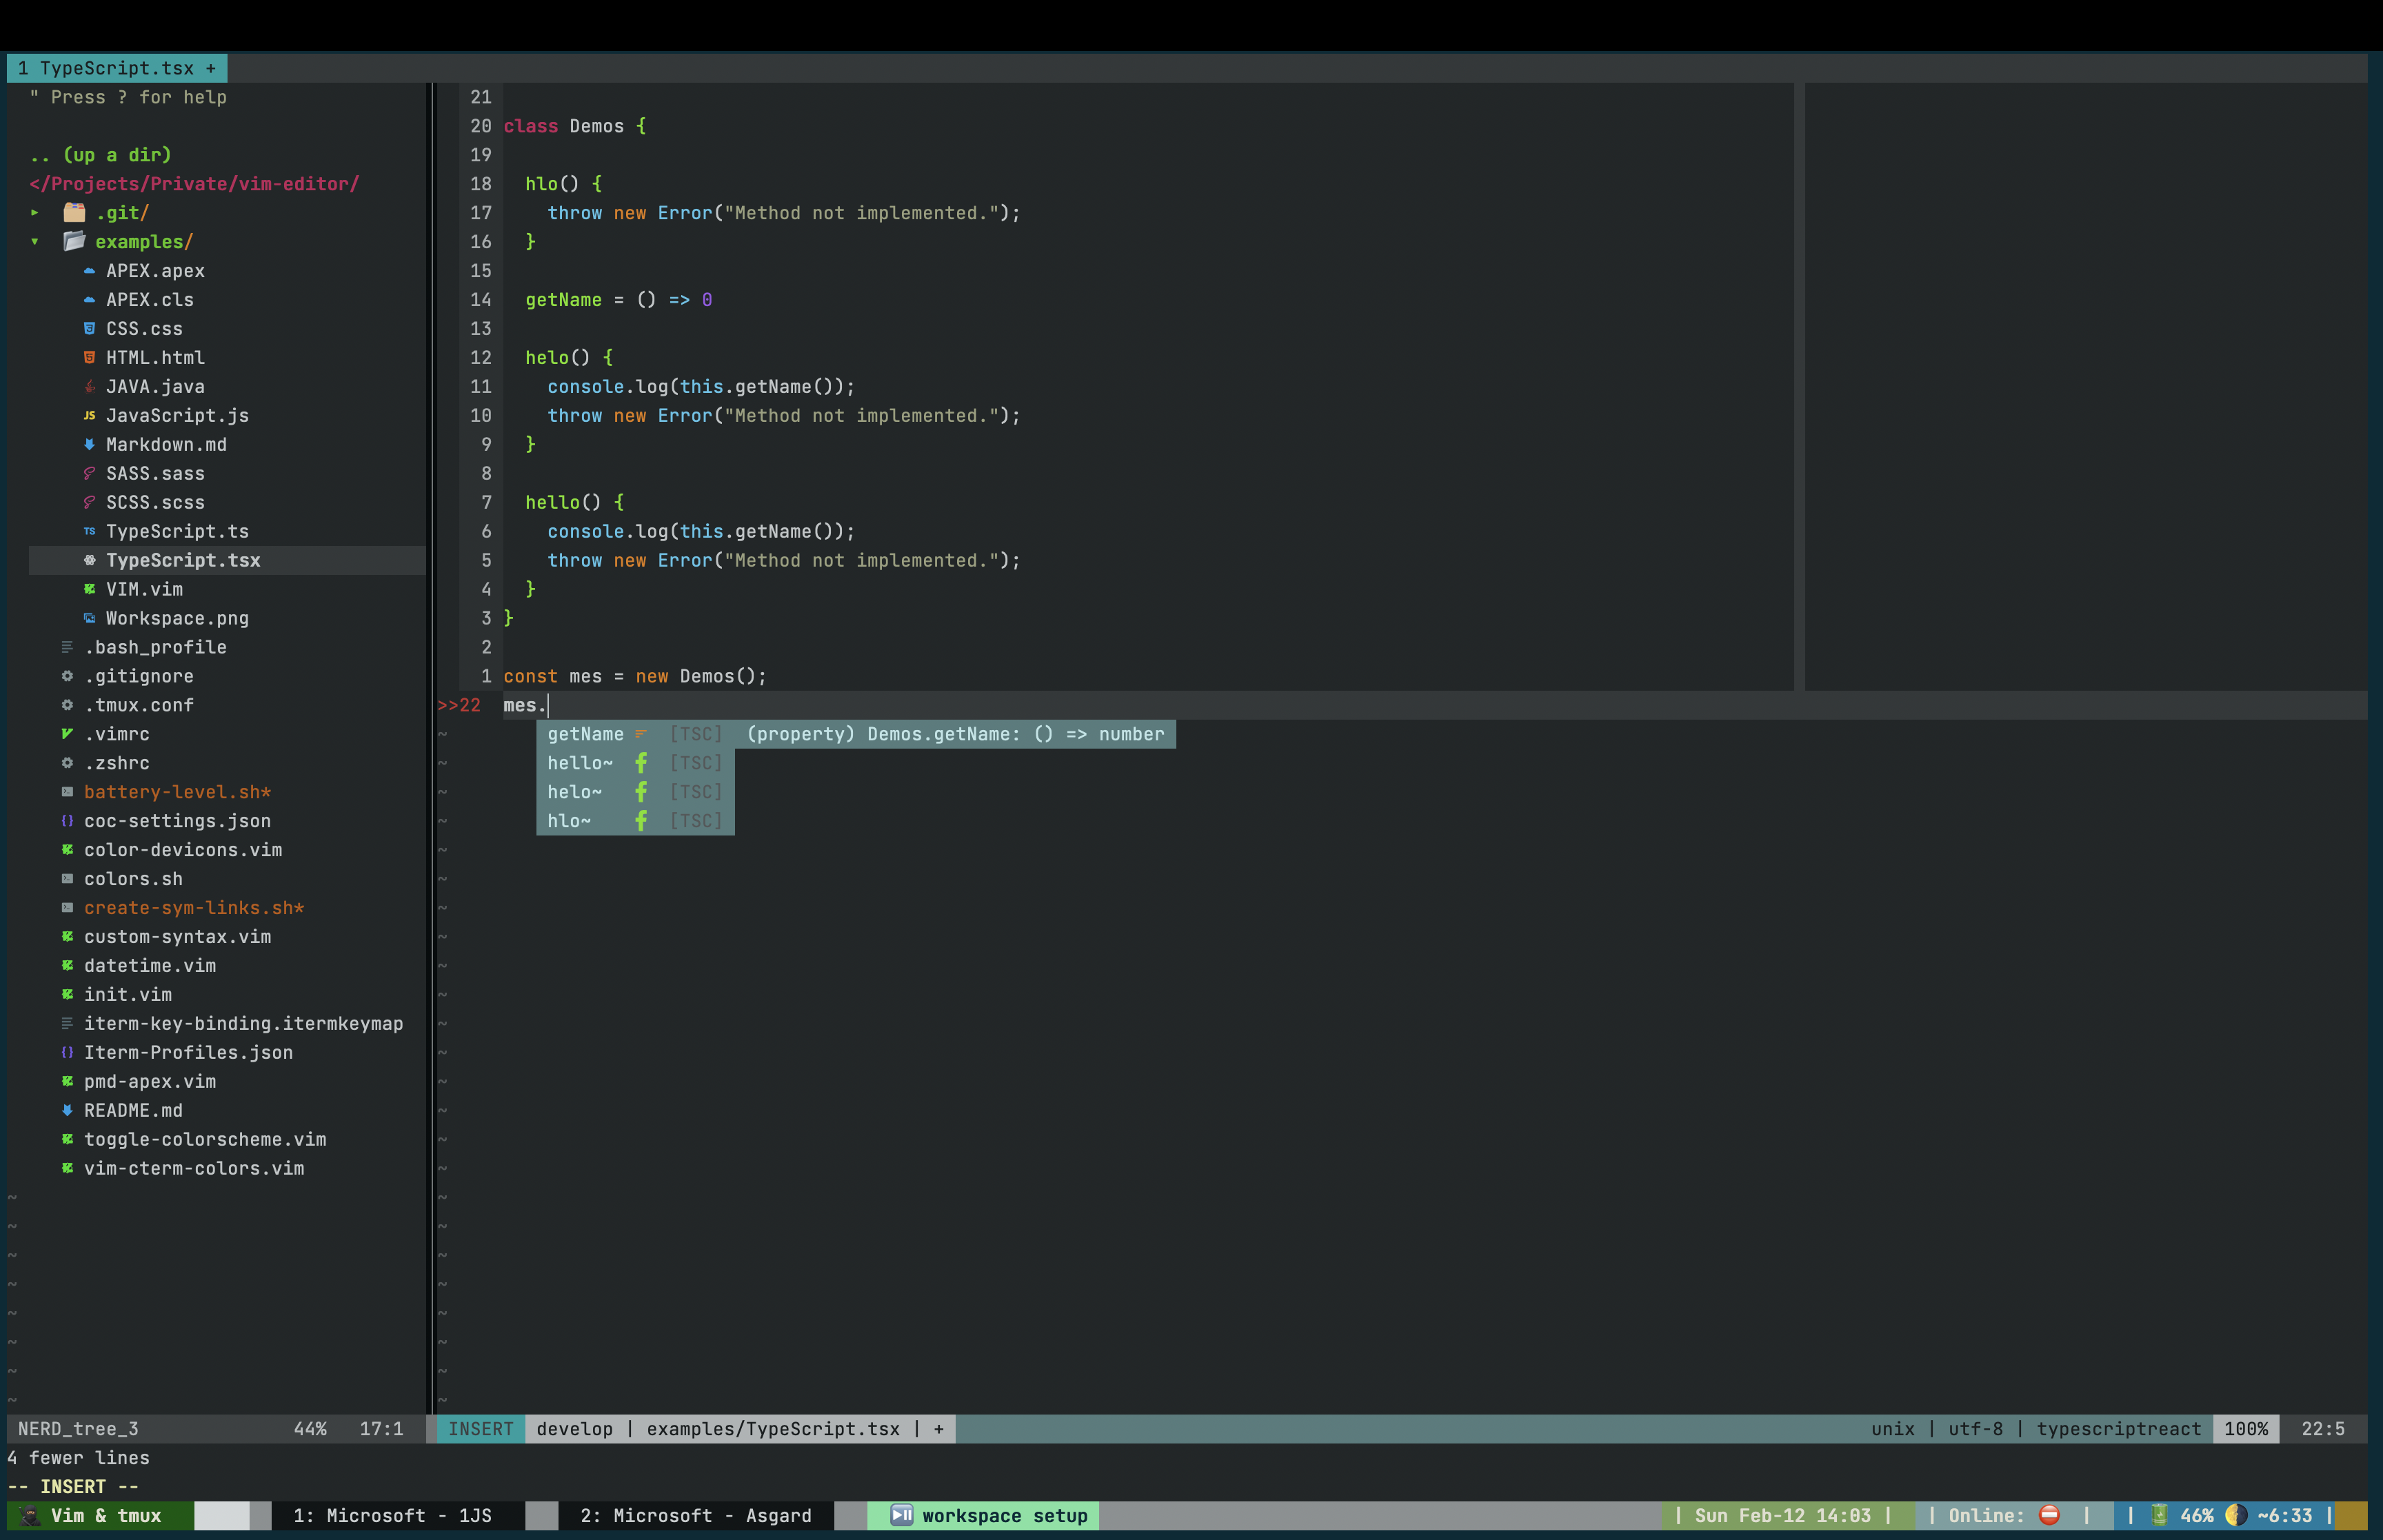 1 TypeScript.tsx +
" Press ? for help
.. (up a dir)
</Projects/Private/vim-editor/
▸ .git/
▾ examples/
APEX.apex
APEX.cls
CSS.css
HTML.html
JAVA.java
JS JavaScript.js
Markdown.md
SASS.sass
SCSS.scss
TS TypeScript.ts
TypeScript.tsx
VIM.vim
Workspace.png
.bash_profile
.gitignore
.tmux.conf
.vimrc
.zshrc
battery-level.sh*
{} coc-settings.json
color-devicons.vim
colors.sh
create-sym-links.sh*
custom-syntax.vim
datetime.vim
init.vim
iterm-key-binding.itermkeymap
{} Iterm-Profiles.json
pmd-apex.vim
README.md
toggle-colorscheme.vim
vim-cterm-colors.vim
21
20 class Demos {
19
18 hlo() {
17 throw new Error("Method not implemented.");
16 }
15
14 getName = () => 0
13
12 helo() {
11 console.log(this.getName());
10 throw new Error("Method not implemented.");
9 }
8
7 hello() {
6 console.log(this.getName());
5 throw new Error("Method not implemented.");
4 }
3 }
2
1 const mes = new Demos();
>>22 mes.
getName [TSC] (property) Demos.getName: () => number
hello~ f [TSC]
helo~ f [TSC]
hlo~ f [TSC]
NERD_tree_3 44% 17:1
INSERT develop | examples/TypeScript.tsx | + unix | utf-8 | typescriptreact 100% 22:5
4 fewer lines
-- INSERT --
Vim & tmux 1: Microsoft - 1JS 2: Microsoft - Asgard workspace setup | Sun Feb-12 14:03 | | Online: | | 46% ~6:33 |